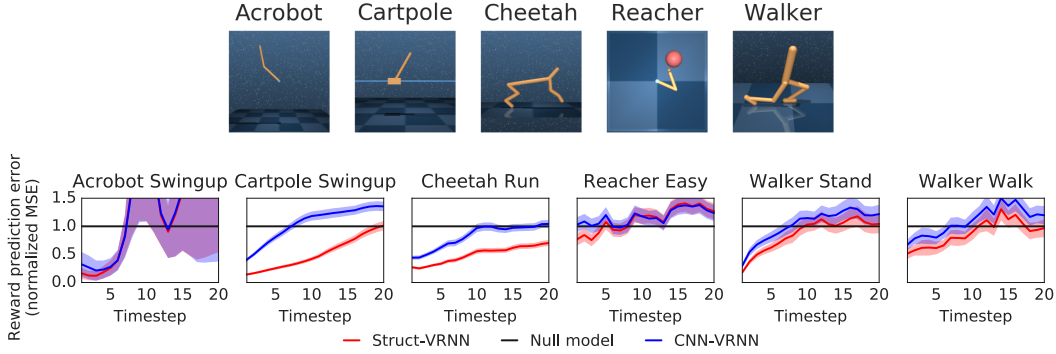 Acrobot Cartpole Cheetah Reacher Walker
Reward prediction error
(normalized MSE)
Acrobot Swingup Cartpole Swingup Cheetah Run Reacher Easy Walker Stand Walker Walk
1.5
1.0
0.5
0.0
5 10 15 20 5 10 15 20 5 10 15 20 5 10 15 20 5 10 15 20 5 10 15 20
Timestep Timestep Timestep Timestep Timestep Timestep
Struct-VRNN Null model CNN-VRNN